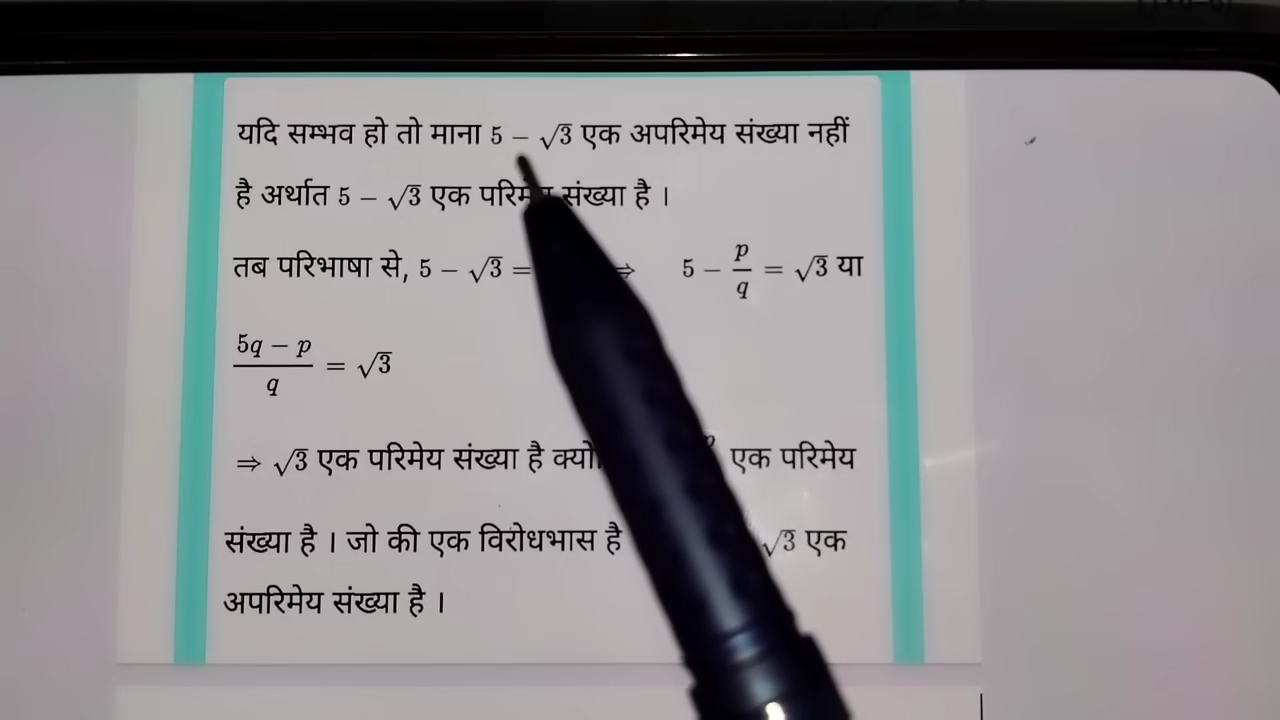 यदि सम्भव हो तो माना 5 − √3 एक अपरिमेय संख्या नहीं
है अर्थात 5 − √3 एक संख्या है ।
तब परिभाषा से, 5 − √3 = ⇒ 5 − p/q = √3 या
(5q − p)/q = √3
⇒ √3 एक परिमेय संख्या है एक परिमेय
संख्या है । जो की एक विरोधभास है √3 एक
अपरिमेय संख्या है ।